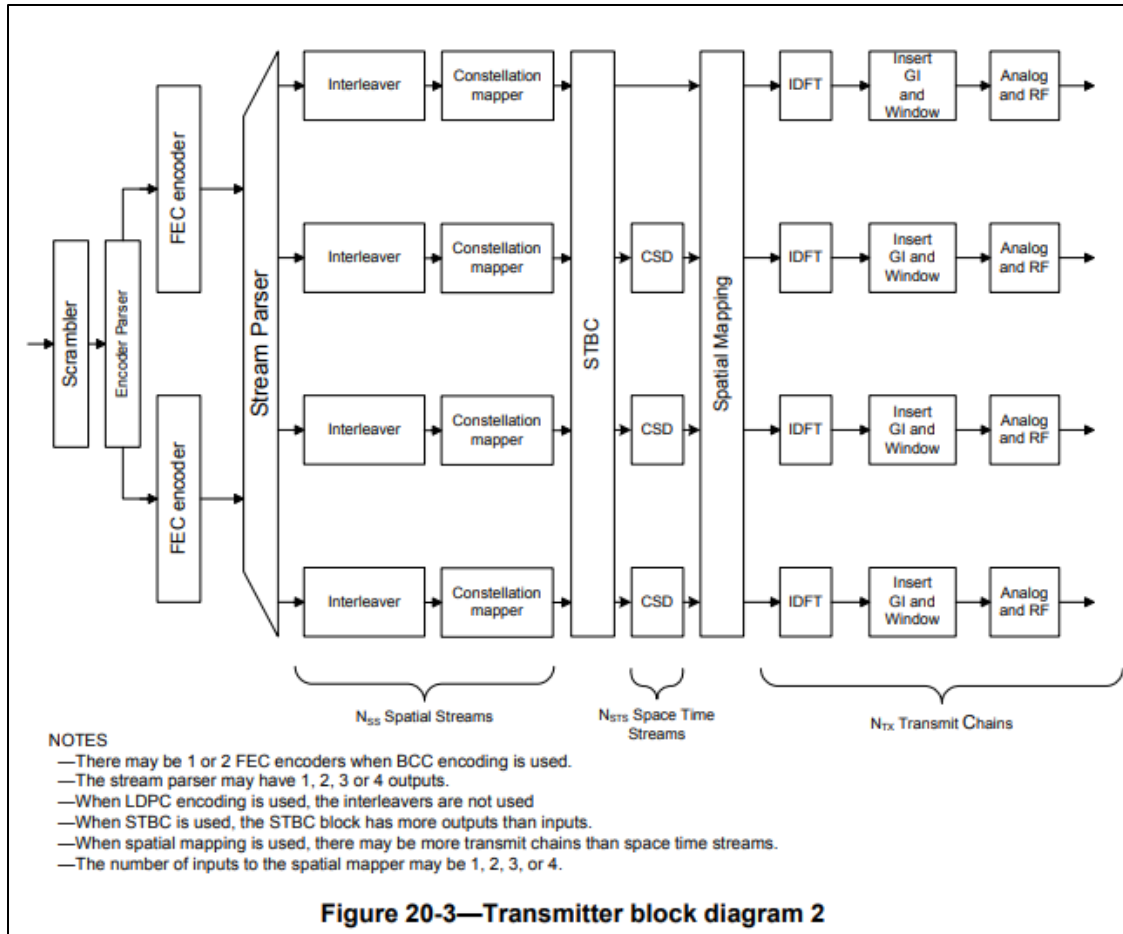 Scrambler
Encoder Parser
FEC encoder
FEC encoder
Stream Parser
Interleaver
Constellation
mapper
STBC
Spatial Mapping
IDFT
Insert
GI
and
Window
Analog
and RF
Interleaver
Constellation
mapper
CSD
IDFT
Insert
GI and
Window
Analog
and RF
Interleaver
Constellation
mapper
CSD
IDFT
Insert
GI and
Window
Analog
and RF
Interleaver
Constellation
mapper
CSD
IDFT
Insert
GI and
Window
Analog
and RF
NSS Spatial Streams
NSTS Space Time
Streams
NTX Transmit Chains
NOTES
—There may be 1 or 2 FEC encoders when BCC encoding is used.
—The stream parser may have 1, 2, 3 or 4 outputs.
—When LDPC encoding is used, the interleavers are not used
—When STBC is used, the STBC block has more outputs than inputs.
—When spatial mapping is used, there may be more transmit chains than space time streams.
—The number of inputs to the spatial mapper may be 1, 2, 3, or 4.
Figure 20-3—Transmitter block diagram 2